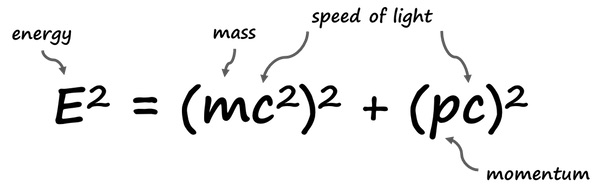 speed of light
energy
mass
E² = (mc²)² + (pc)²
momentum